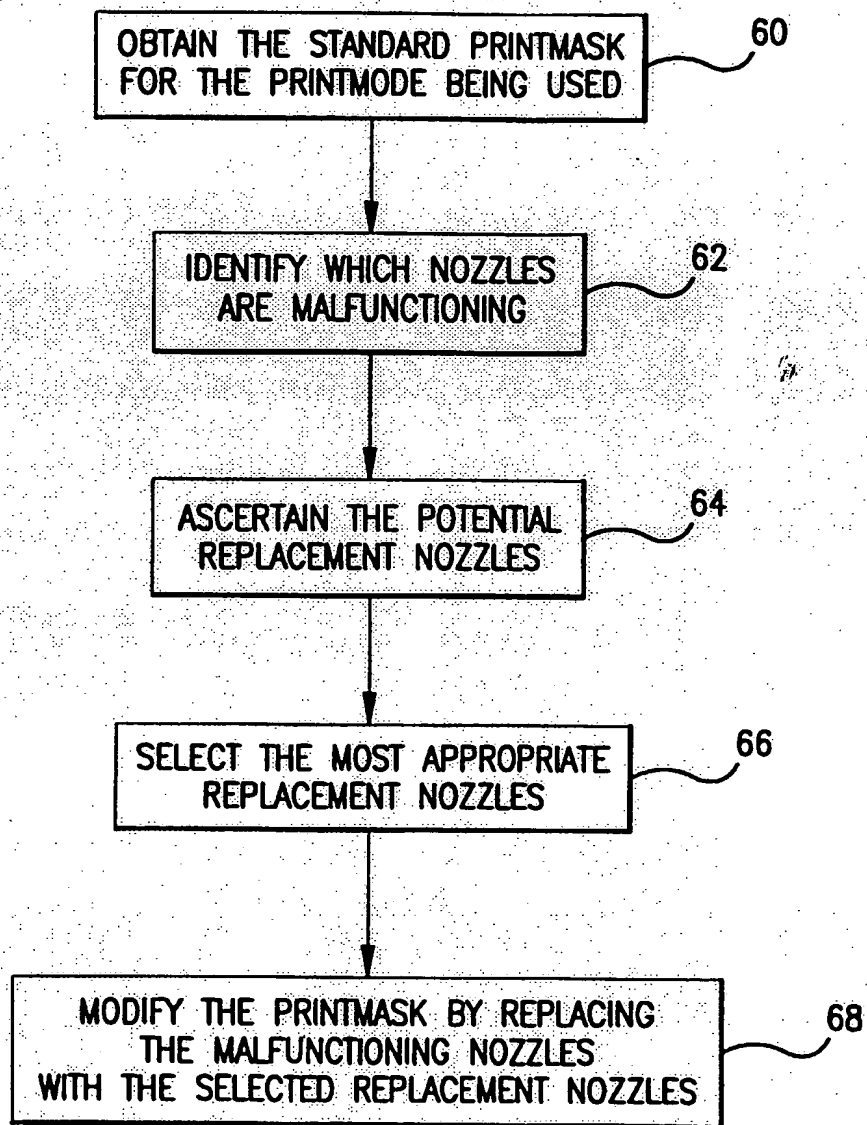 OBTAIN THE STANDARD PRINTMASK
FOR THE PRINTMODE BEING USED
60
IDENTIFY WHICH NOZZLES
ARE MALFUNCTIONING
62
ASCERTAIN THE POTENTIAL
REPLACEMENT NOZZLES
64
SELECT THE MOST APPROPRIATE
REPLACEMENT NOZZLES
66
MODIFY THE PRINTMASK BY REPLACING
THE MALFUNCTIONING NOZZLES
WITH THE SELECTED REPLACEMENT NOZZLES
68